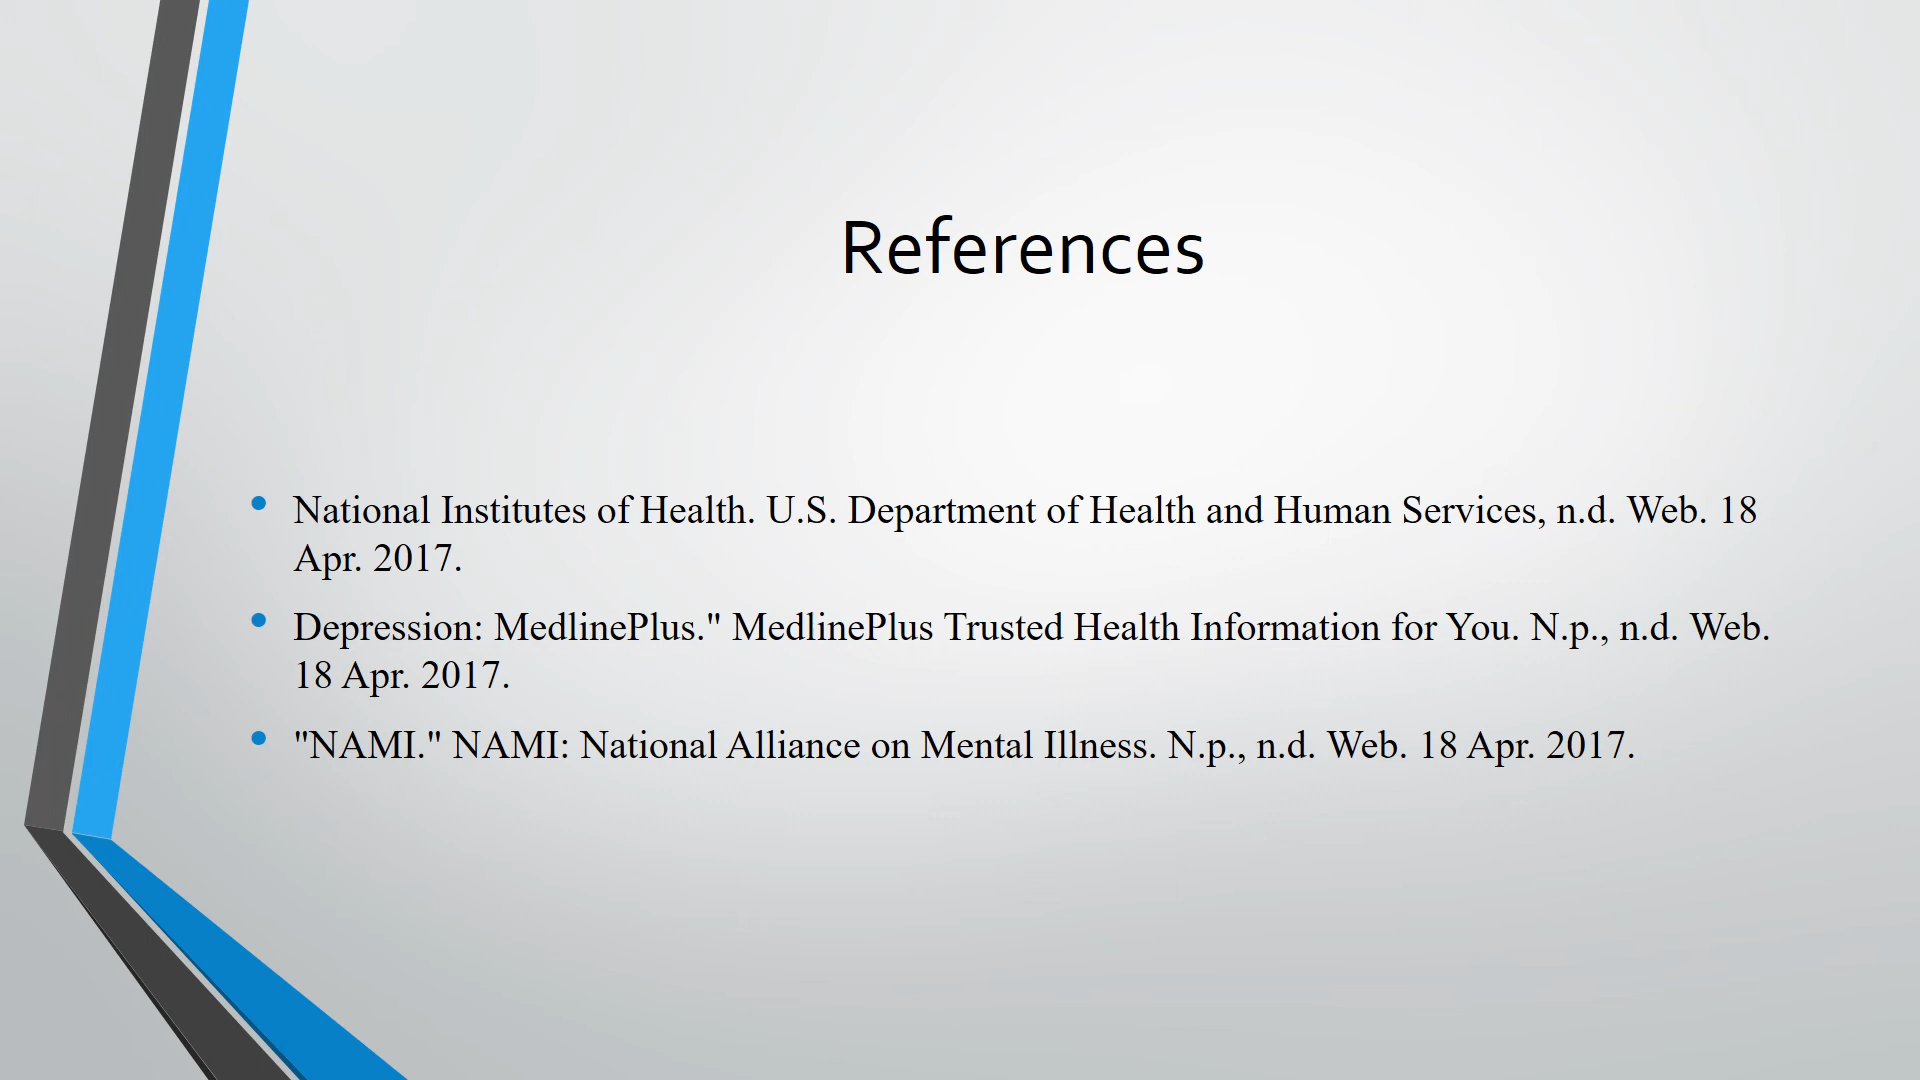 References
• National Institutes of Health. U.S. Department of Health and Human Services, n.d. Web. 18
Apr. 2017.
• Depression: MedlinePlus." MedlinePlus Trusted Health Information for You. N.p., n.d. Web.
18 Apr. 2017.
• "NAMI." NAMI: National Alliance on Mental Illness. N.p., n.d. Web. 18 Apr. 2017.